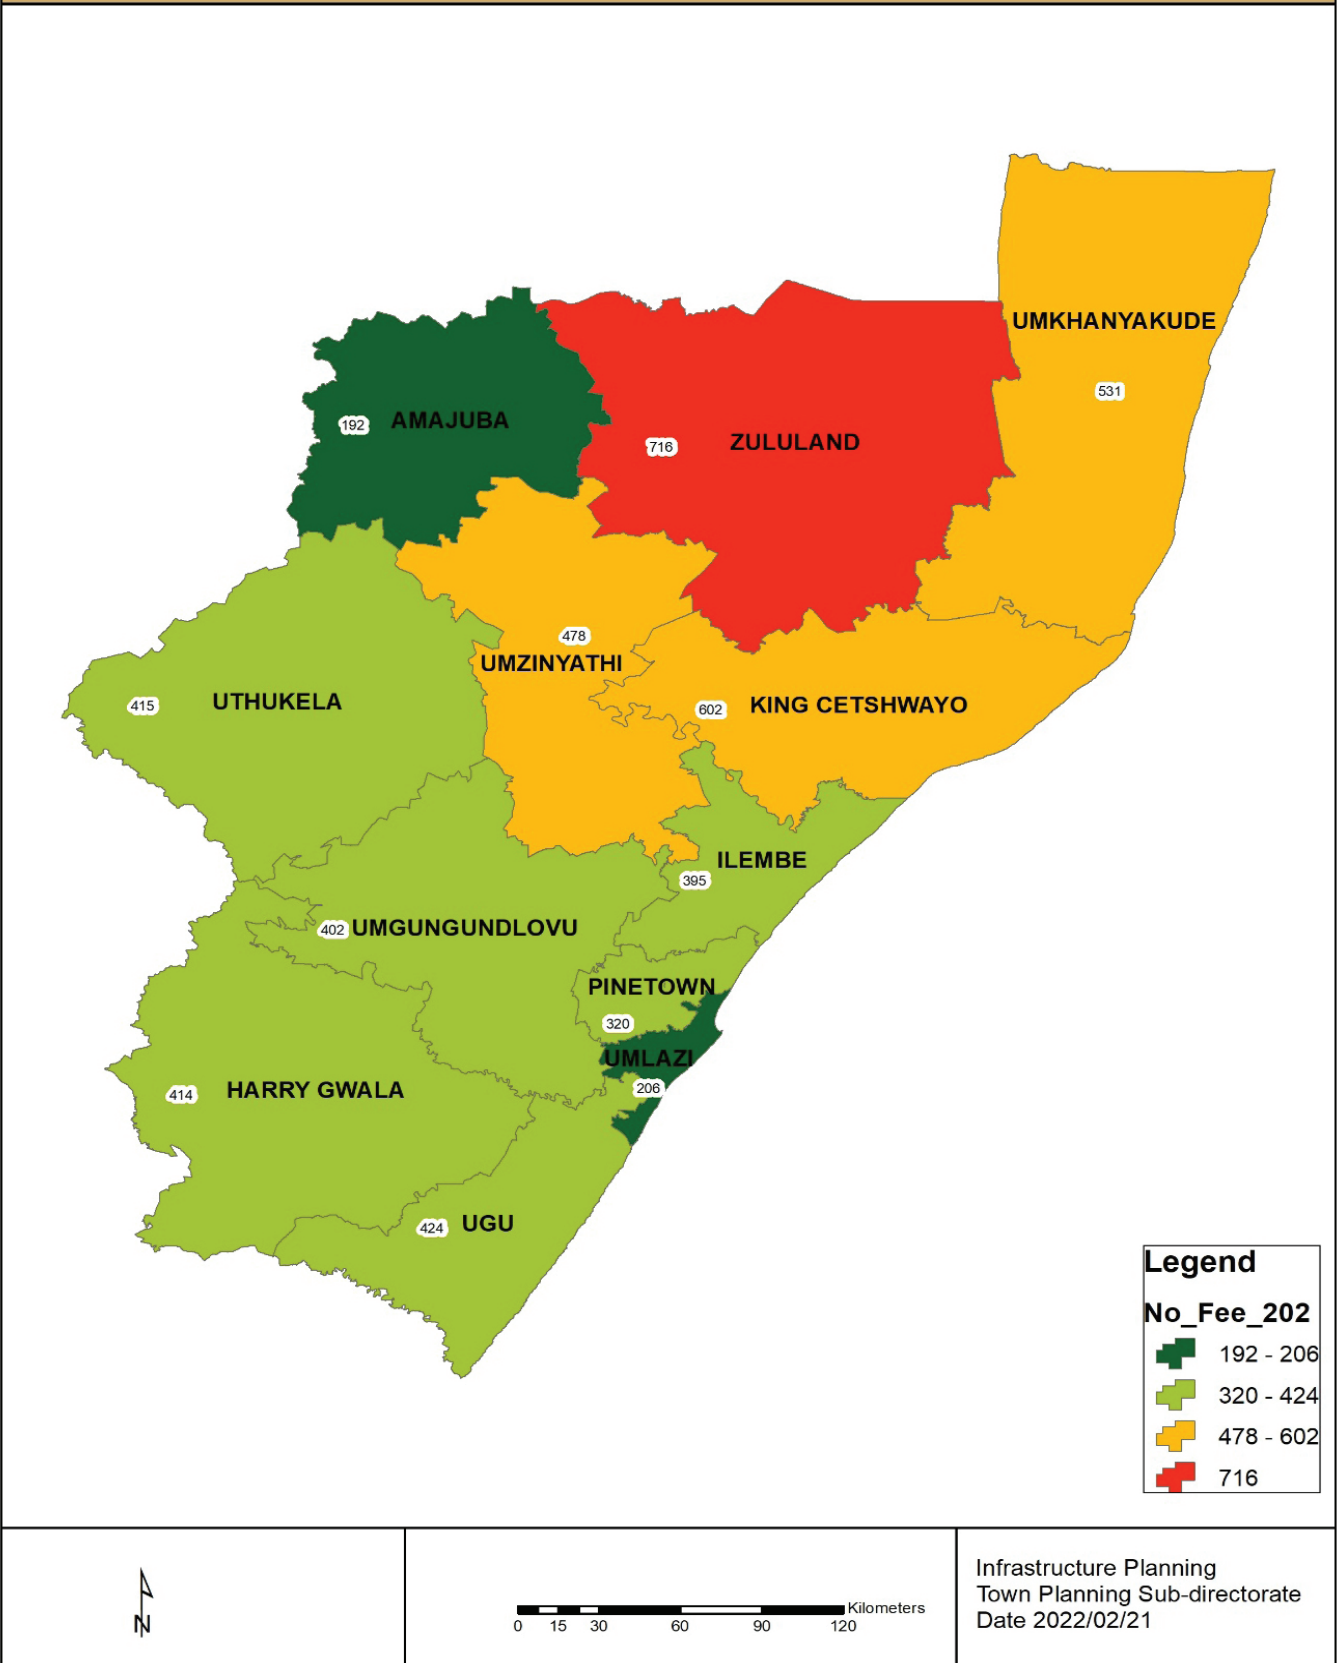 UMKHANYAKUDE
531
AMAJUBA
192
ZULULAND
716
478
UMZINYATHI
UTHUKELA
415
KING CETSHWAYO
602
ILEMBE
395
UMGUNGUNDLOVU
402
PINETOWN
320
UMLAZI
206
HARRY GWALA
414
UGU
424
Legend
No_Fee_202
192 - 206
320 - 424
478 - 602
716
N
Kilometers
0 15 30 60 90 120
Infrastructure Planning
Town Planning Sub-directorate
Date 2022/02/21